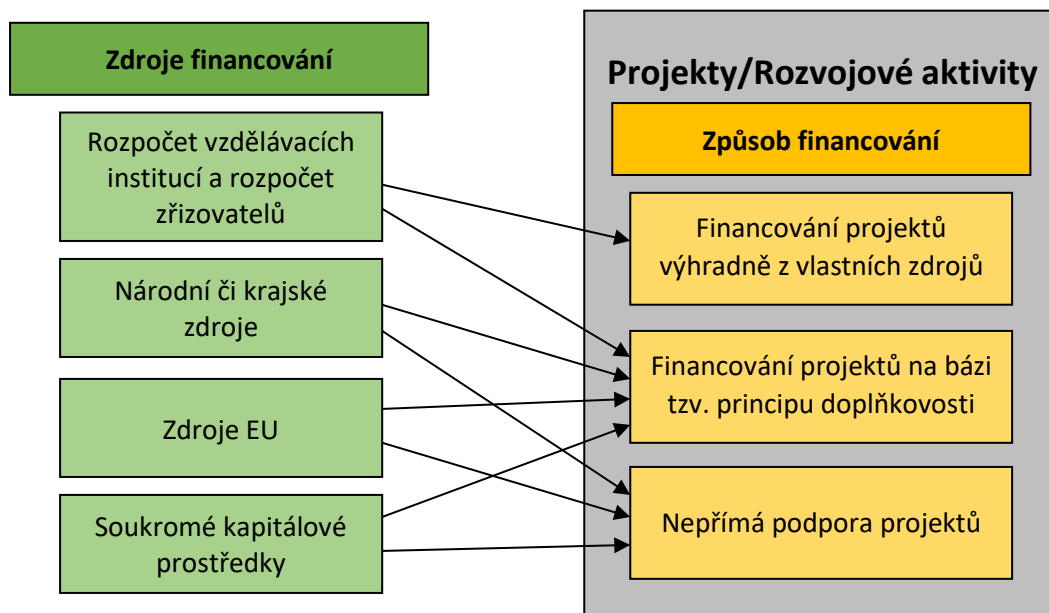 Zdroje financování
Rozpočet vzdělávacích
institucí a rozpočet
zřizovatelů
Národní či krajské
zdroje
Zdroje EU
Soukromé kapitálové
prostředky
Projekty/Rozvojové aktivity
Způsob financování
Financování projektů
výhradně z vlastních zdrojů
Financování projektů na bázi
tzv. principu doplňkovosti
Nepřímá podpora projektů